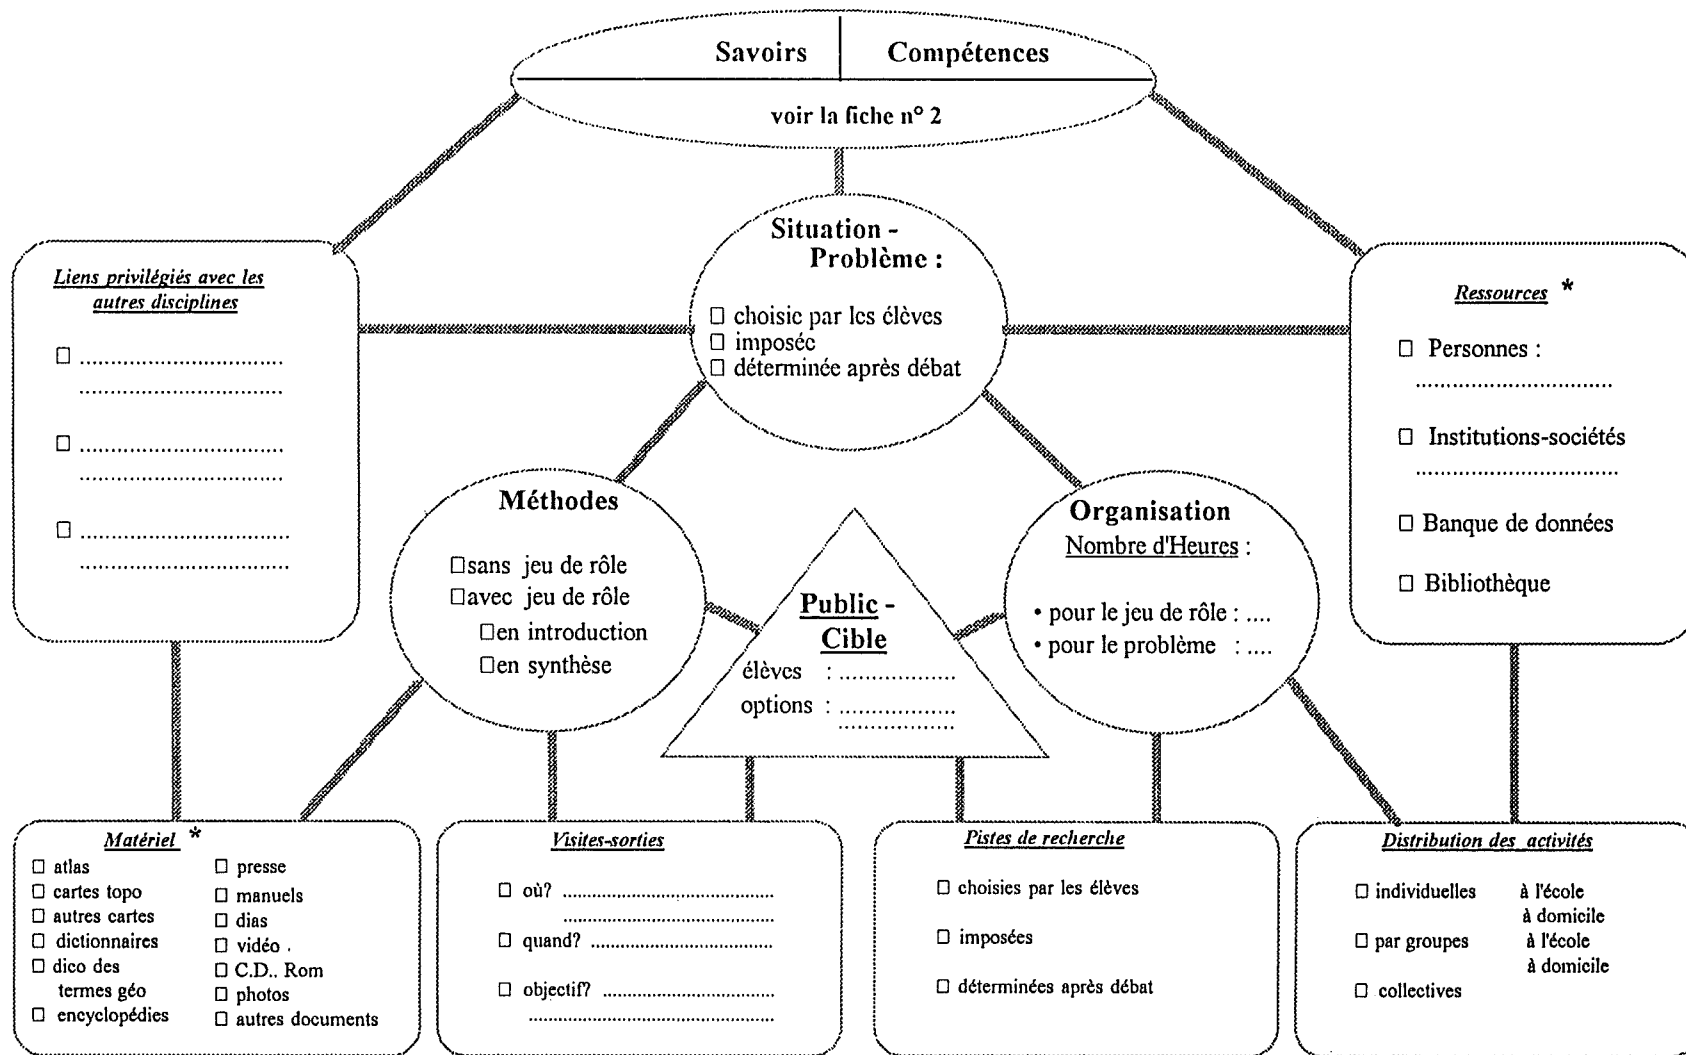 Savoirs Compétences
voir la fiche n° 2
Situation -
Problème :
☐ choisie par les élèves
☐ imposée
☐ déterminée après débat
Liens privilégiés avec les
autres disciplines
☐ ..............................
..............................
☐ ..............................
..............................
☐ ..............................
..............................
Ressources *
☐ Personnes :
..............................
☐ Institutions-sociétés
..............................
☐ Banque de données
☐ Bibliothèque
Méthodes
☐ sans jeu de rôle
☐ avec jeu de rôle
☐ en introduction
☐ en synthèse
Public -
Cible
élèves : ..................
options : ..................
..................
Organisation
Nombre d'Heures :
• pour le jeu de rôle : ....
• pour le problème : ....
Matériel *
☐ atlas
☐ cartes topo
☐ autres cartes
☐ dictionnaires
☐ dico des
termes géo
☐ encyclopédies
☐ presse
☐ manuels
☐ dias
☐ vidéo .
☐ C.D.. Rom
☐ photos
☐ autres documents
Visites-sorties
☐ où? ..............................
..............................
☐ quand? ..............................
☐ objectif? ..............................
..............................
Pistes de recherche
☐ choisies par les élèves
☐ imposées
☐ déterminées après débat
Distribution des activités
☐ individuelles à l'école
à domicile
☐ par groupes à l'école
à domicile
☐ collectives